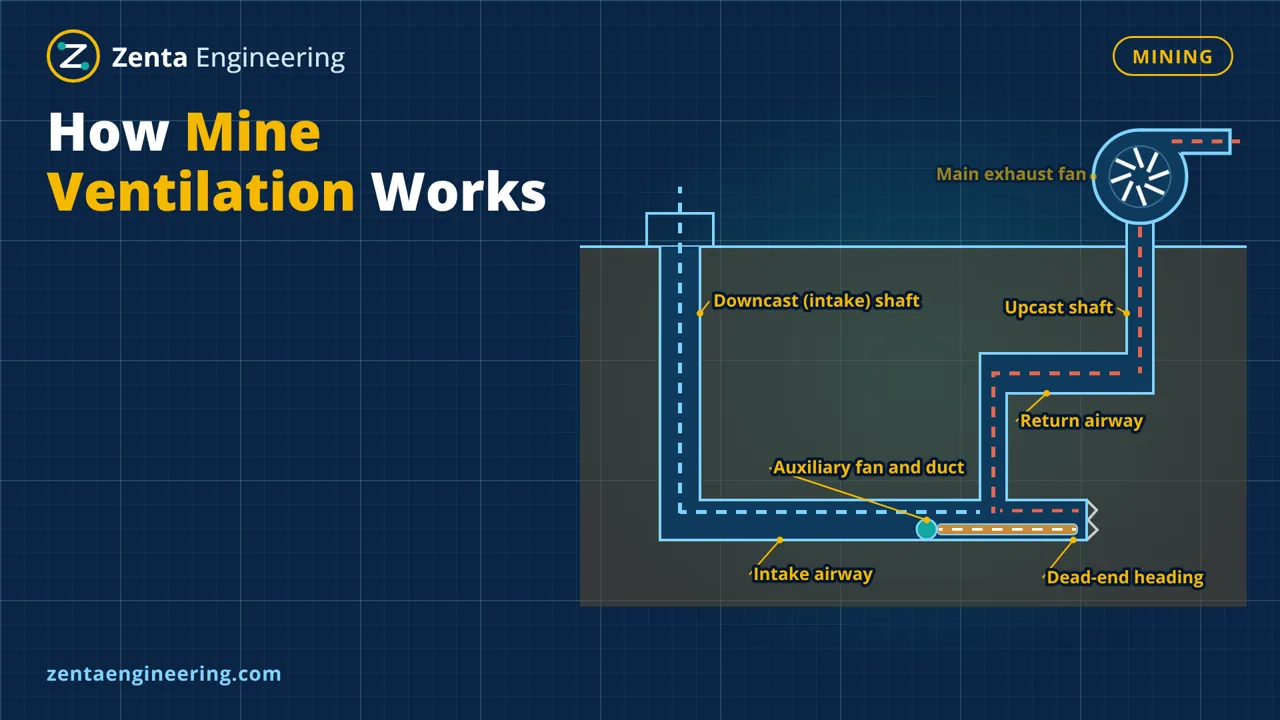 Zenta Engineering
MINING
How Mine
Ventilation Works
Main exhaust fan
Downcast (intake) shaft
Upcast shaft
Return airway
Auxiliary fan and duct
Intake airway
Dead-end heading
zentaengineering.com